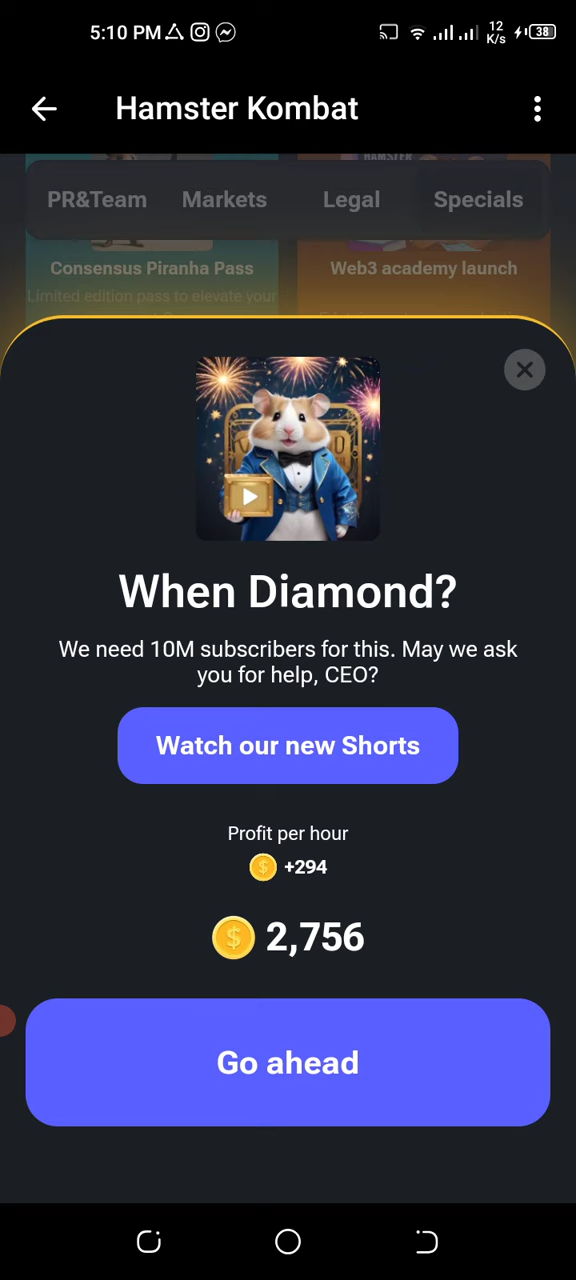 5:10 PM
12
K/s
38
Hamster Kombat
HAMSTER
PR&Team Markets Legal Specials
Consensus Piranha Pass
Web3 academy launch
Limited edition pass to elevate your
When Diamond?
We need 10M subscribers for this. May we ask
you for help, CEO?
Watch our new Shorts
Profit per hour
+294
2,756
Go ahead